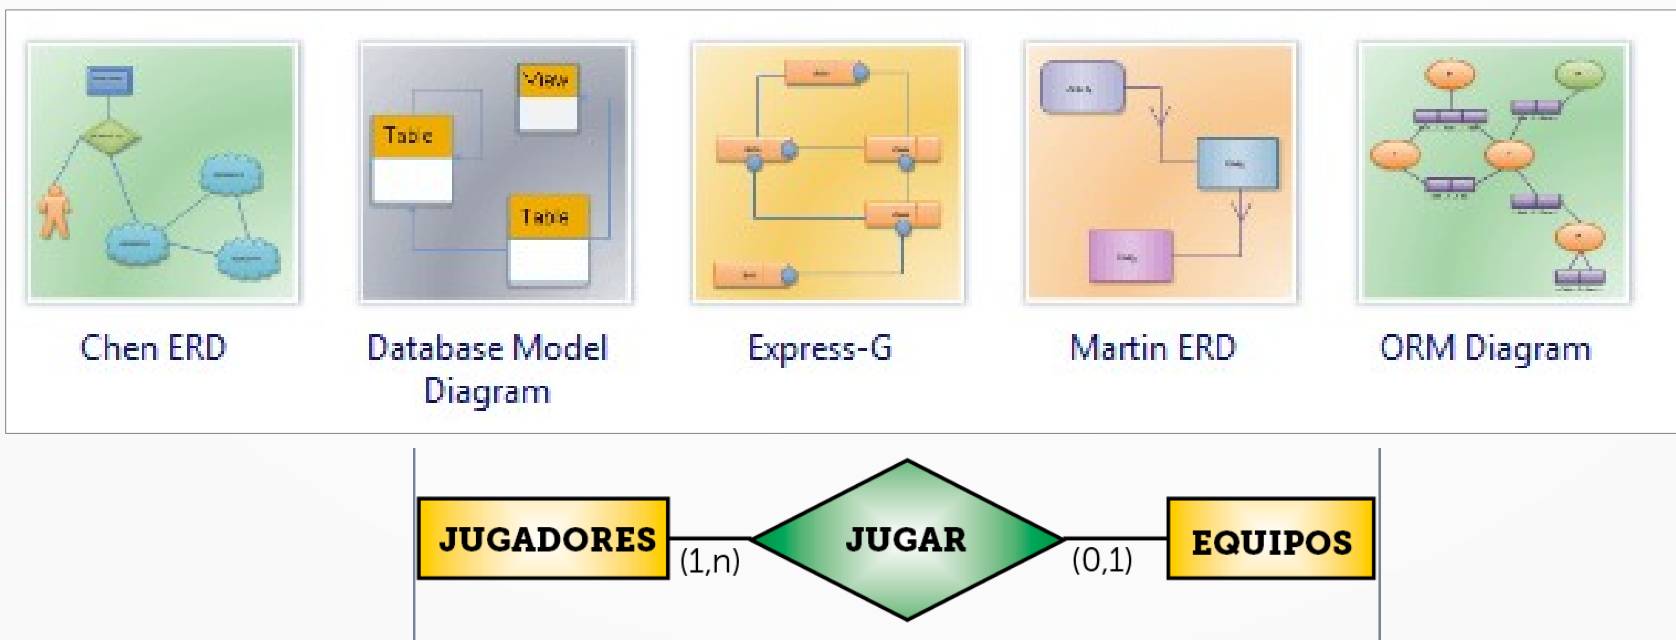 View
Table
Table
Chen ERD
Database Model
Diagram
Express-G
Martin ERD
ORM Diagram
JUGADORES
(1,n)
JUGAR
(0,1)
EQUIPOS